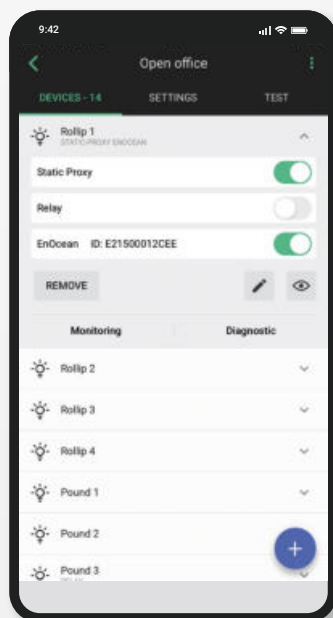 9:42
Open office
DEVICES - 14 SETTINGS TEST
Rollip 1
STATIC-PROXY ENOCEAN
Static Proxy
Relay
EnOcean ID: E21500012CEE
REMOVE
Monitoring Diagnostic
Rollip 2
Rollip 3
Rollip 4
Pound 1
Pound 2
Pound 3
RELAY